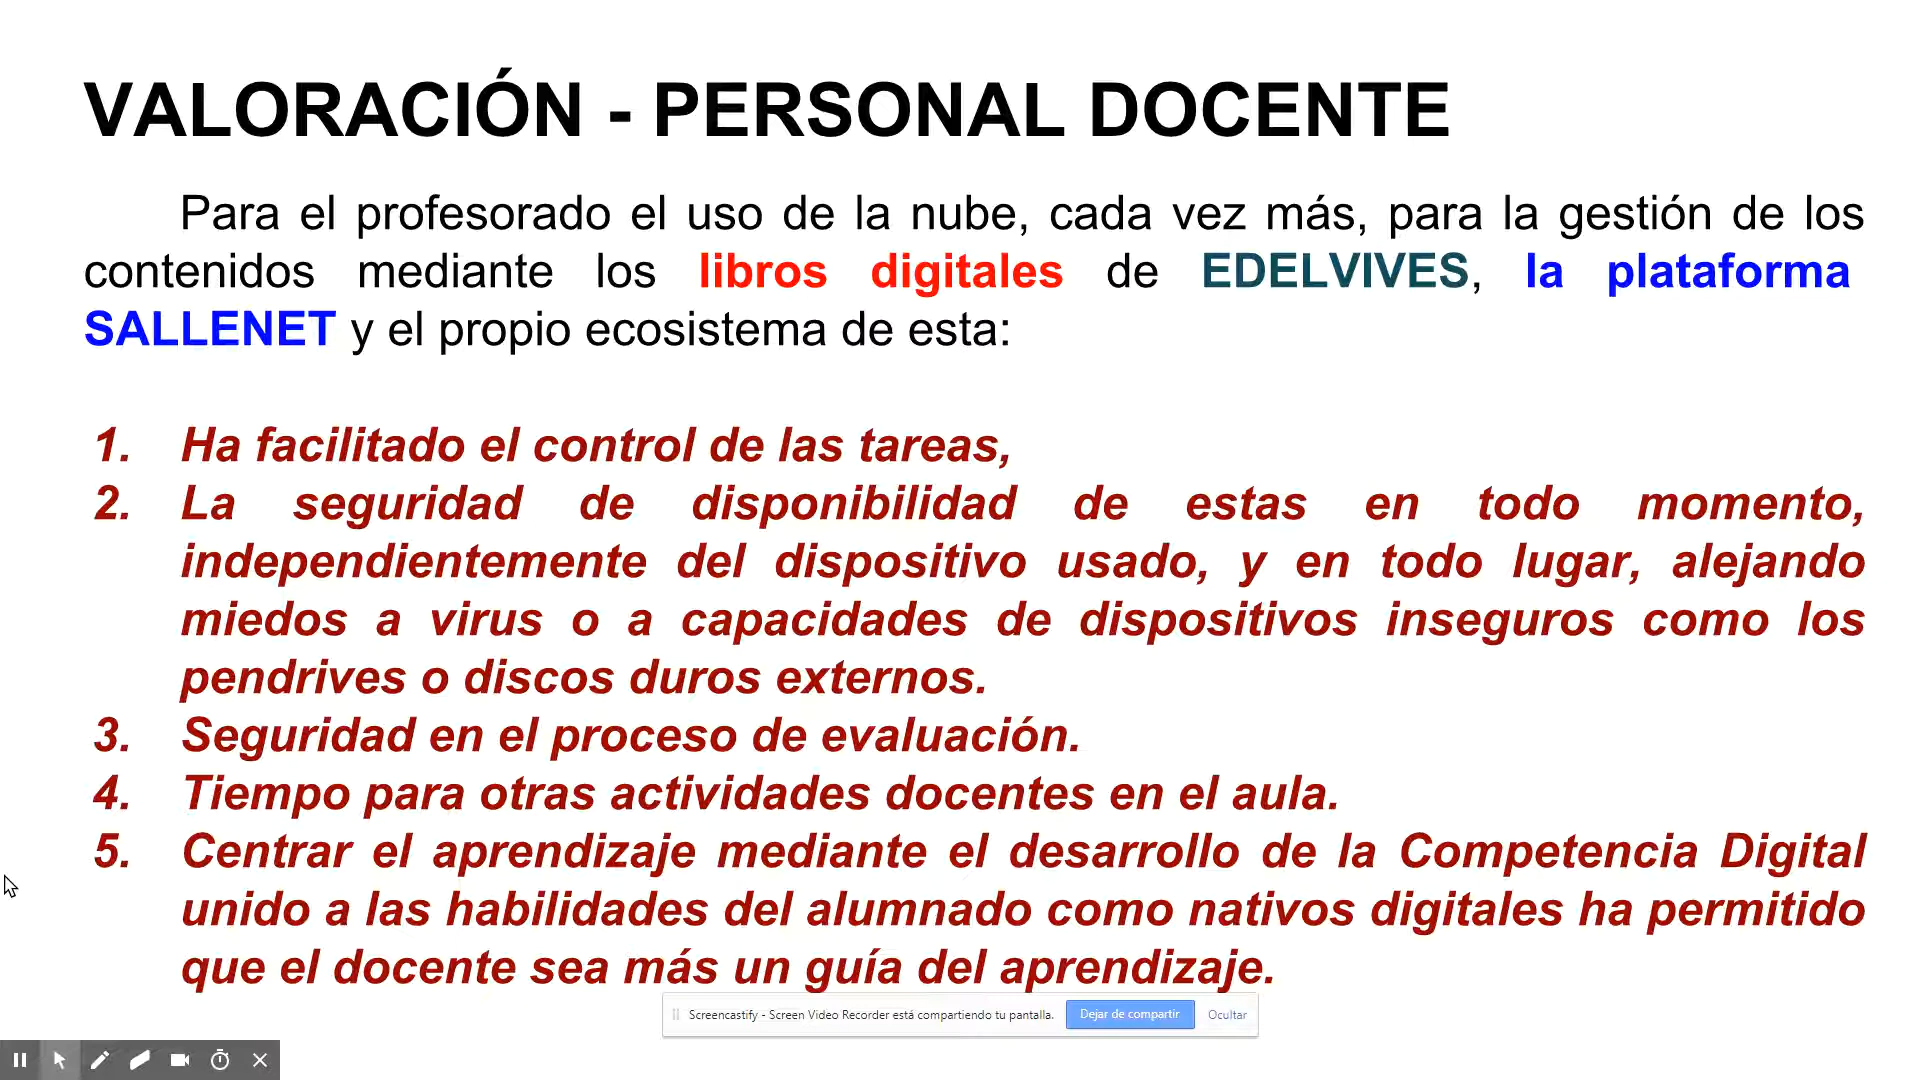 VALORACIÓN - PERSONAL DOCENTE
Para el profesorado el uso de la nube, cada vez más, para la gestión de los
contenidos mediante los libros digitales de EDELVIVES, la plataforma
SALLENET y el propio ecosistema de esta:
1. Ha facilitado el control de las tareas,
2. La seguridad de disponibilidad de estas en todo momento,
independientemente del dispositivo usado, y en todo lugar, alejando
miedos a virus o a capacidades de dispositivos inseguros como los
pendrives o discos duros externos.
3. Seguridad en el proceso de evaluación.
4. Tiempo para otras actividades docentes en el aula.
5. Centrar el aprendizaje mediante el desarrollo de la Competencia Digital
unido a las habilidades del alumnado como nativos digitales ha permitido
que el docente sea más un guía del aprendizaje.
Screencastify - Screen Video Recorder está compartiendo tu pantalla. Dejar de compartir Ocultar